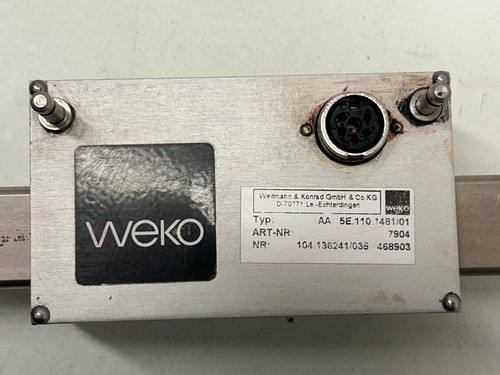 weko
Weitmann & Konrad GmbH & Co.KG
D-70771 Le.-Echterdingen
weko
Typ: AA 5E.110.1481/01
ART-NR: 7904
NR: 104.136241/036 468903